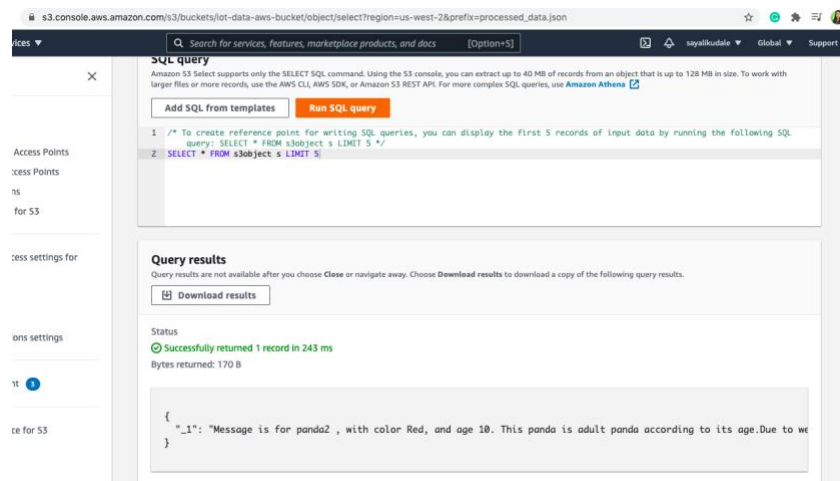 s3.console.aws.amazon.com/s3/buckets/iot-data-aws-bucket/object/select?region=us-west-2&prefix=processed_data.json
vices ▼
Search for services, features, marketplace products, and docs [Option+S]
sayalikudale ▼ Global ▼ Support
SQL query
Amazon S3 Select supports only the SELECT SQL command. Using the S3 console, you can extract up to 40 MB of records from an object that is up to 128 MB in size. To work with
larger files or more records, use the AWS CLI, AWS SDK, or Amazon S3 REST API. For more complex SQL queries, use Amazon Athena
Add SQL from templates Run SQL query
1 /* To create reference point for writing SQL queries, you can display the first 5 records of input data by running the following SQL
query: SELECT * FROM s3object s LIMIT 5 */
2 SELECT * FROM s3object s LIMIT 5
Access Points
ccess Points
ns
for S3
cess settings for
ons settings
nt 3
ce for S3
Query results
Query results are not available after you choose Close or navigate away. Choose Download results to download a copy of the following query results.
Download results
Status
Successfully returned 1 record in 243 ms
Bytes returned: 170 B
{
"_1": "Message is for panda2 , with color Red, and age 10. This panda is adult panda according to its age.Due to we
}